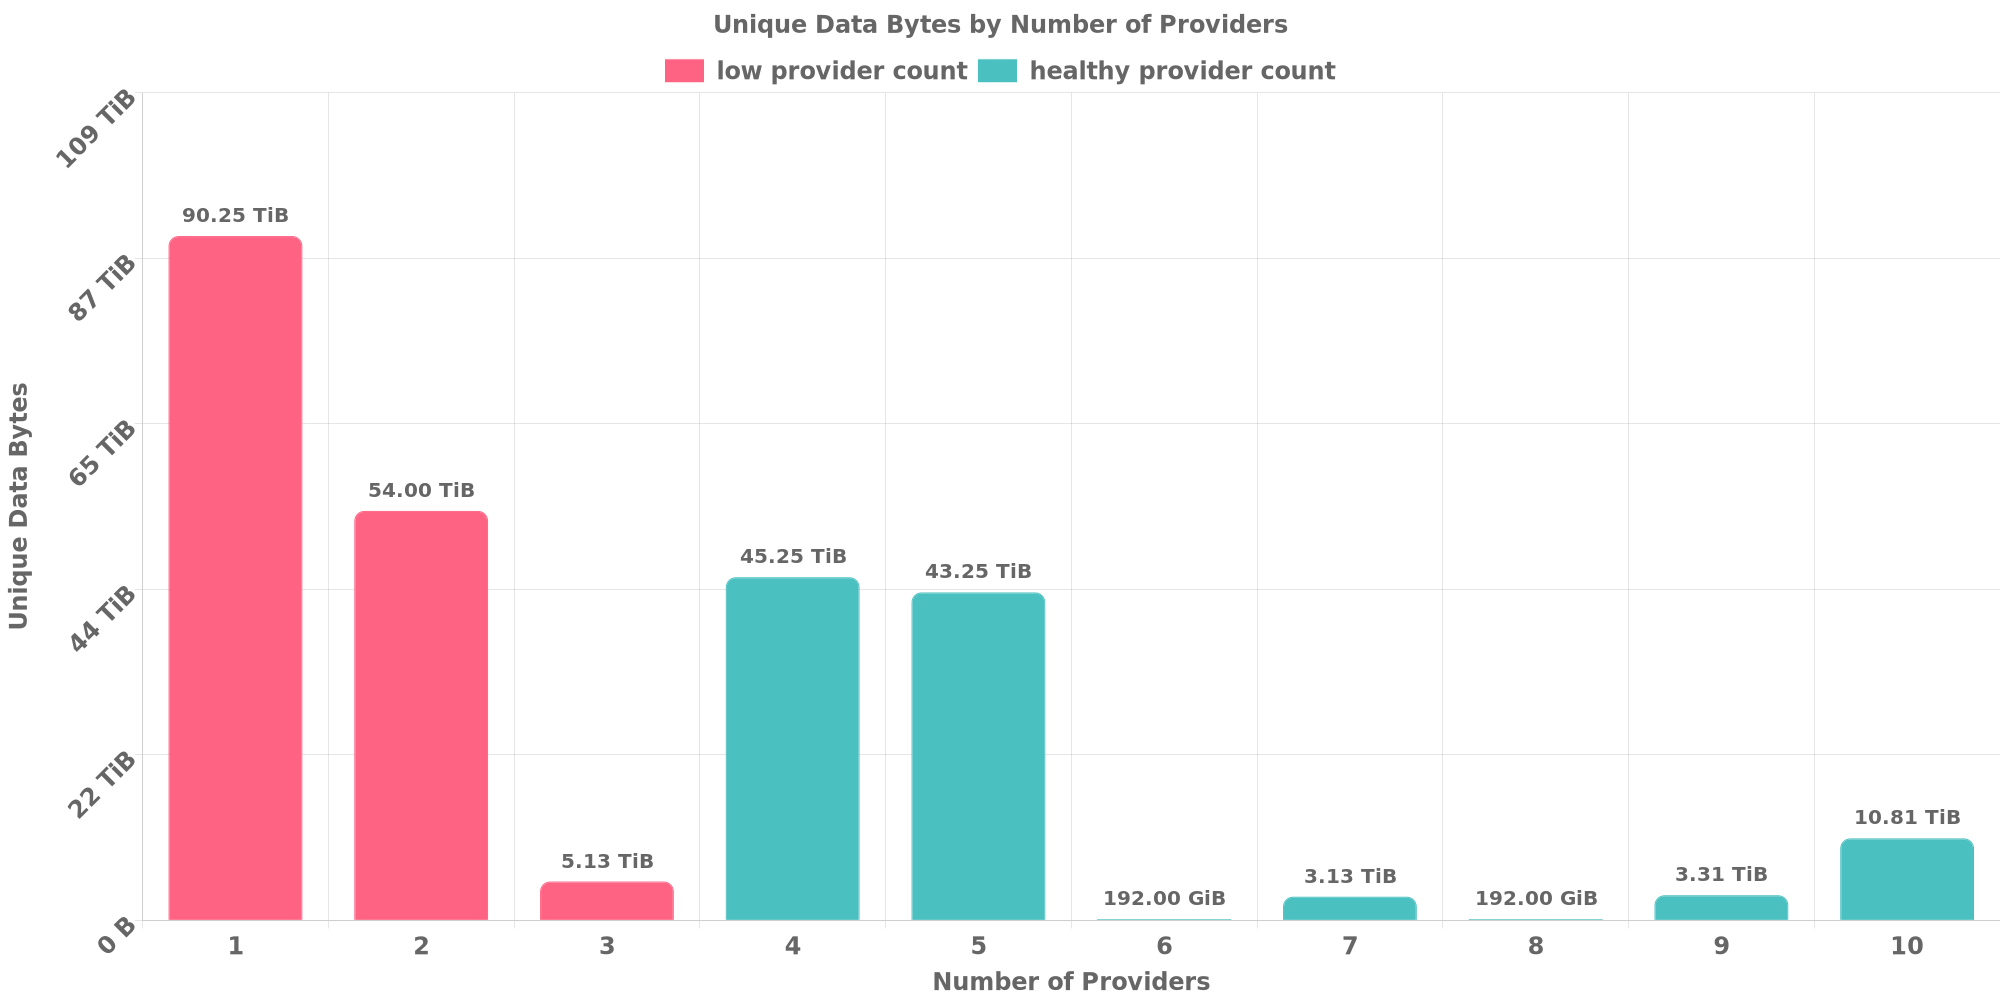 Unique Data Bytes by Number of Providers
low provider count healthy provider count
109 TiB
87 TiB
65 TiB
44 TiB
22 TiB
0 B
Unique Data Bytes
90.25 TiB
54.00 TiB
5.13 TiB
45.25 TiB
43.25 TiB
192.00 GiB
3.13 TiB
192.00 GiB
3.31 TiB
10.81 TiB
1 2 3 4 5 6 7 8 9 10
Number of Providers